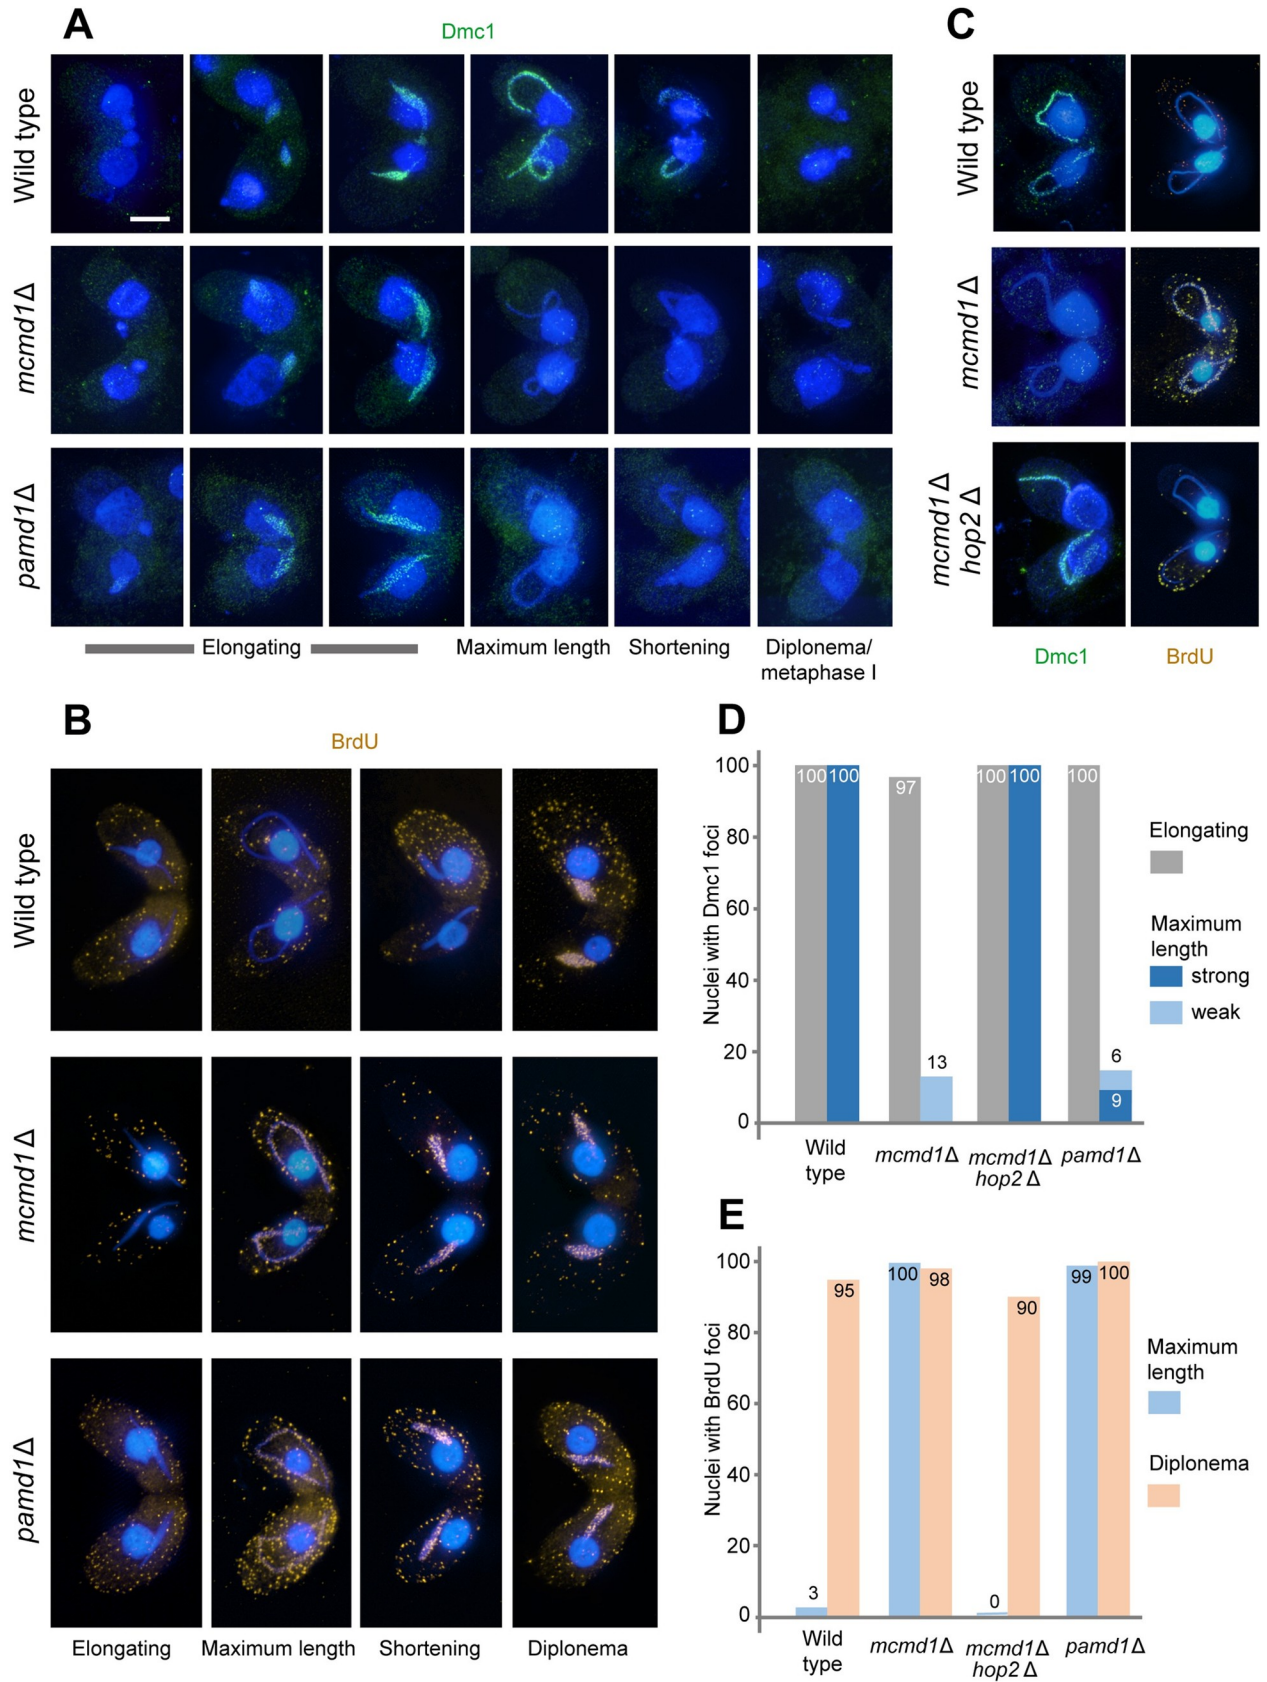 A
Dmc1
Wild type
mcmd1Δ
pamd1Δ
Elongating
Maximum length
Shortening
Diplonema/
metaphase I
C
Wild type
mcmd1Δ
mcmd1Δ
hop2Δ
Dmc1
BrdU
B
BrdU
Wild type
mcmd1Δ
pamd1Δ
Elongating
Maximum length
Shortening
Diplonema
D
Nuclei with Dmc1 foci
100
80
60
40
20
0
100
100
97
13
100
100
100
6
9
Wild
type
mcmd1Δ
mcmd1Δ
hop2Δ
pamd1Δ
Elongating
Maximum
length
strong
weak
E
Nuclei with BrdU foci
100
80
60
40
20
0
3
95
100
98
0
90
99
100
Wild
type
mcmd1Δ
mcmd1Δ
hop2Δ
pamd1Δ
Maximum
length
Diplonema